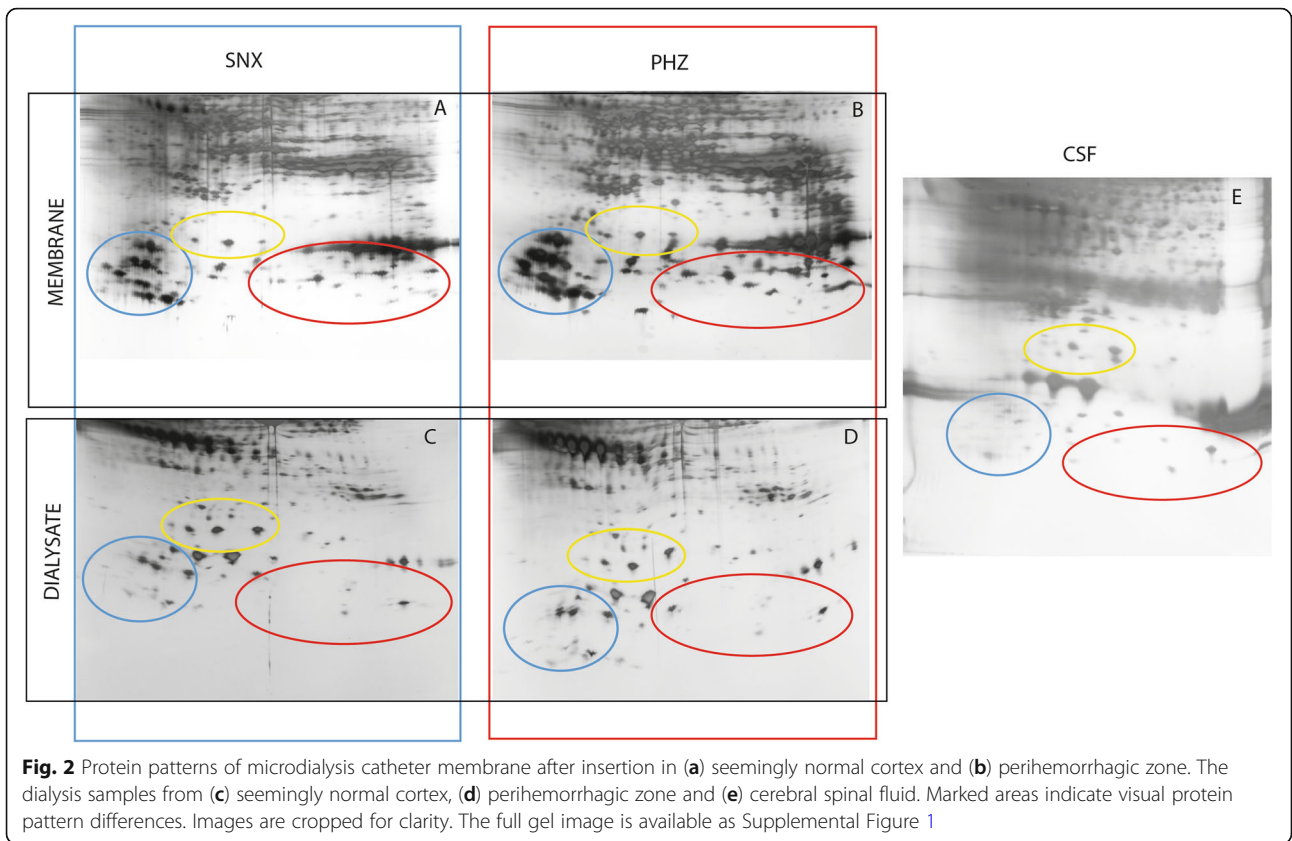 SNX
PHZ
A
B
CSF
E
MEMBRANE
C
D
DIALYSATE
Fig. 2 Protein patterns of microdialysis catheter membrane after insertion in (a) seemingly normal cortex and (b) perihemorrhagic zone. The
dialysis samples from (c) seemingly normal cortex, (d) perihemorrhagic zone and (e) cerebral spinal fluid. Marked areas indicate visual protein
pattern differences. Images are cropped for clarity. The full gel image is available as Supplemental Figure 1